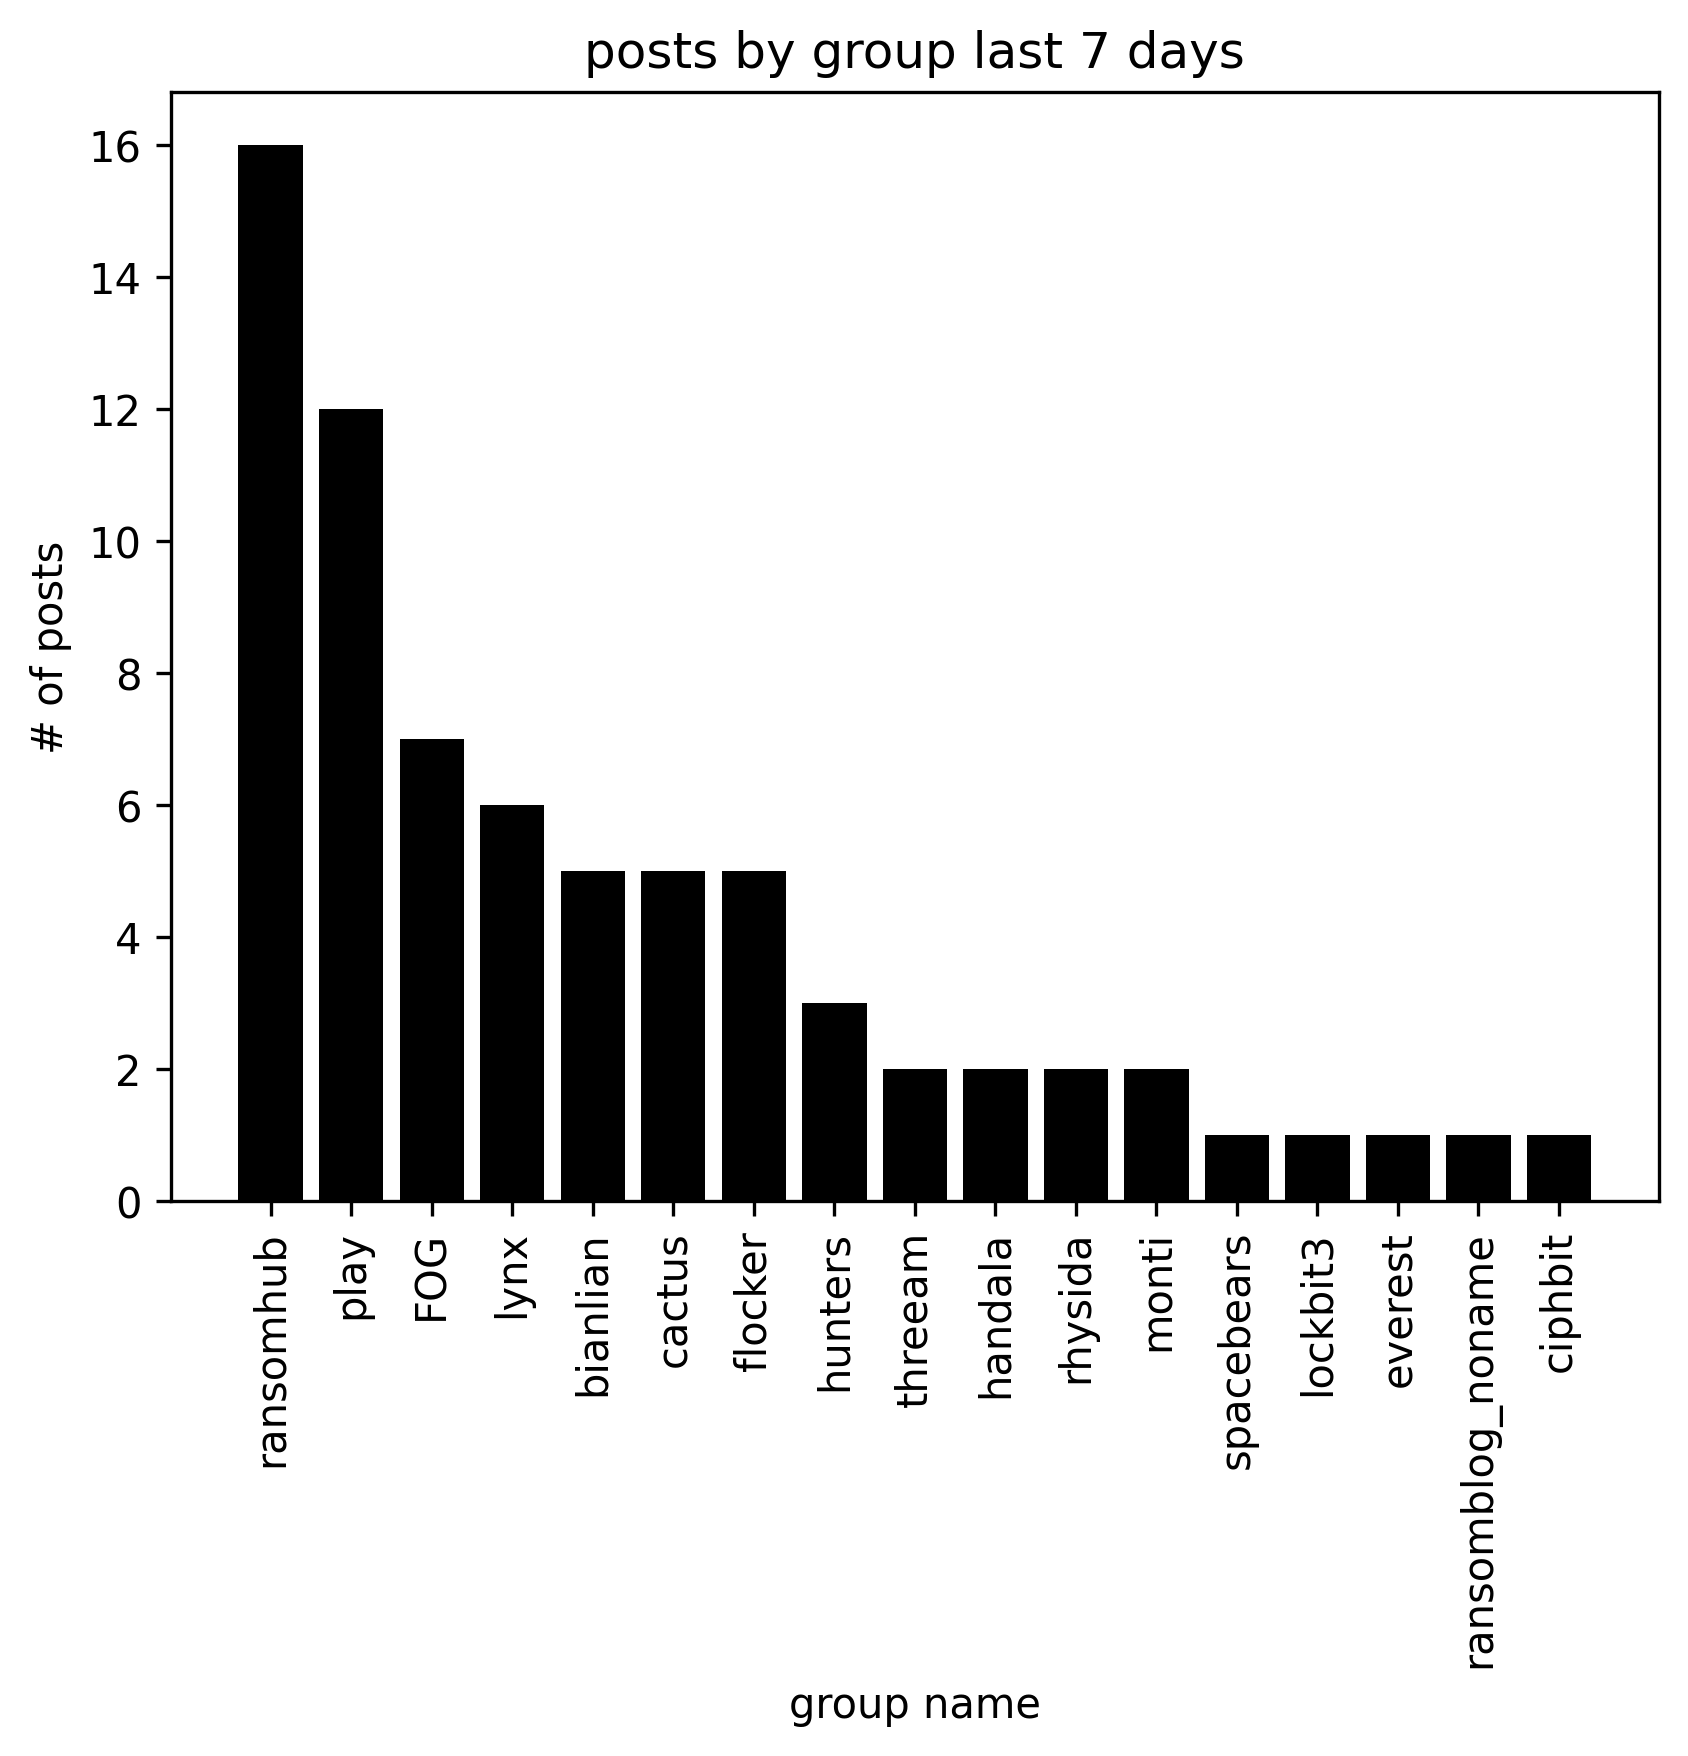 posts by group last 7 days
# of posts
16
14
12
10
8
6
4
2
0
ransomhub
play
FOG
lynx
bianlian
cactus
flocker
hunters
threeam
handala
rhysida
monti
spacebears
lockbit3
everest
ransomblog_noname
ciphbit
group name